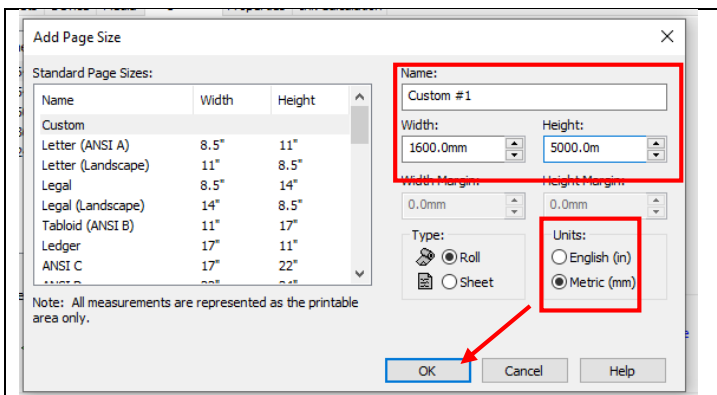 Add Page Size
Standard Page Sizes:
Name Width Height
Custom
Letter (ANSI A) 8.5" 11"
Letter (Landscape) 11" 8.5"
Legal 8.5" 14"
Legal (Landscape) 14" 8.5"
Tabloid (ANSI B) 11" 17"
Ledger 17" 11"
ANSI C 17" 22"
Note: All measurements are represented as the printable
area only.
Name:
Custom #1
Width: Height:
1600.0mm 5000.0m
Width Margin: Height Margin:
0.0mm 0.0mm
Type: Units:
Roll English (in)
Sheet Metric (mm)
OK Cancel Help